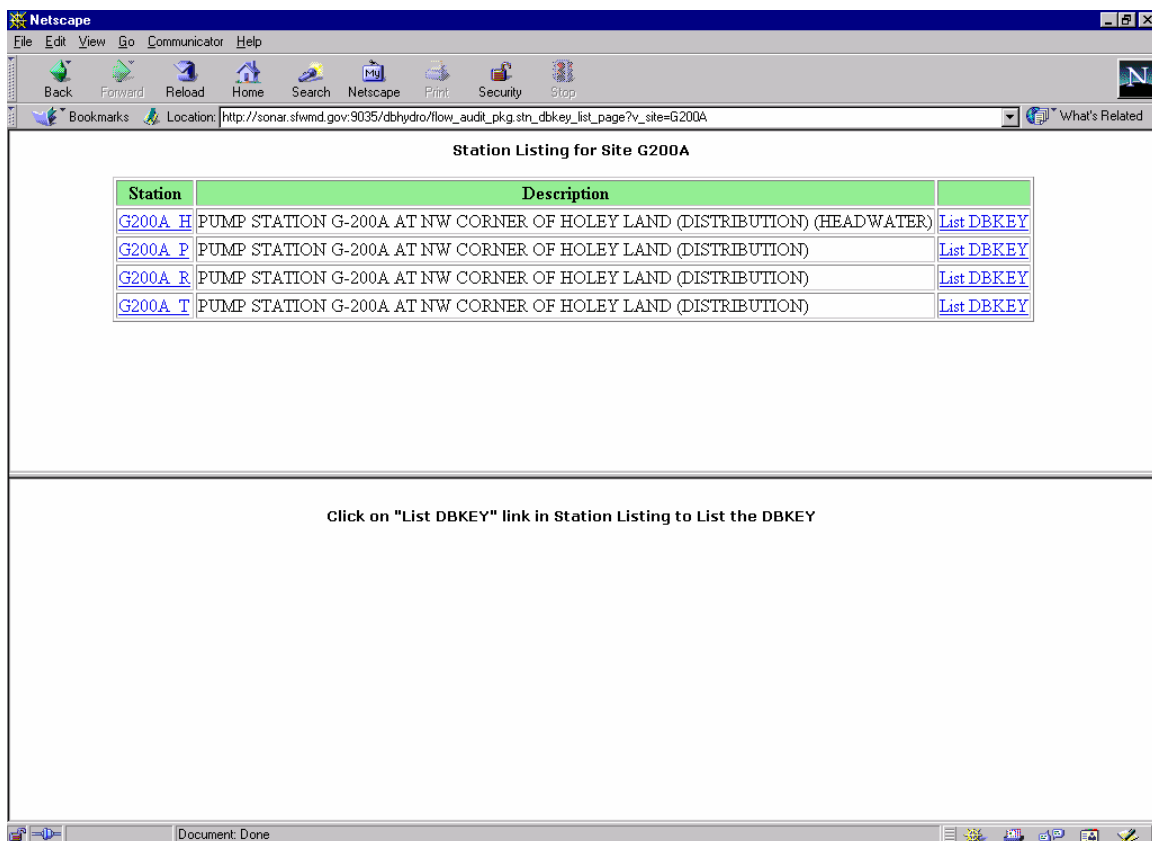 Netscape
File Edit View Go Communicator Help
My N
Back Forward Reload Home Search Netscape Print Security Stop
Bookmarks Location: http://sonar.sfwmd.gov:9035/dbhydro/flow_audit_pkg.stn_dbkey_list_page?v_site=G200A What's Related
Station Listing for Site G200A
Station Description
G200A_H PUMP STATION G-200A AT NW CORNER OF HOLEY LAND (DISTRIBUTION) (HEADWATER) List DBKEY
G200A_P PUMP STATION G-200A AT NW CORNER OF HOLEY LAND (DISTRIBUTION) List DBKEY
G200A_R PUMP STATION G-200A AT NW CORNER OF HOLEY LAND (DISTRIBUTION) List DBKEY
G200A_T PUMP STATION G-200A AT NW CORNER OF HOLEY LAND (DISTRIBUTION) List DBKEY
Click on "List DBKEY" link in Station Listing to List the DBKEY
Document: Done